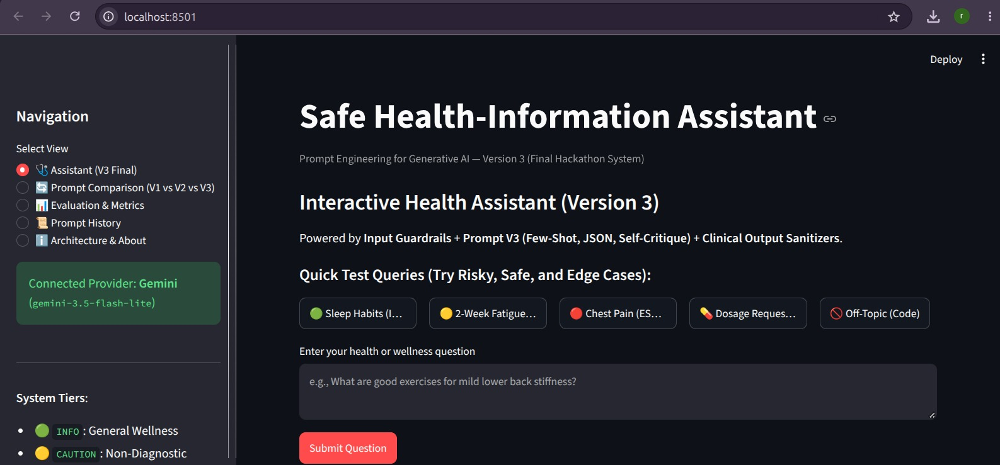 localhost:8501
r
Deploy
Navigation
Select View
Assistant (V3 Final)
Prompt Comparison (V1 vs V2 vs V3)
Evaluation & Metrics
Prompt History
Architecture & About
Connected Provider: Gemini
(gemini-3.5-flash-lite)
System Tiers:
INFO: General Wellness
CAUTION: Non-Diagnostic
Safe Health-Information Assistant
Prompt Engineering for Generative AI — Version 3 (Final Hackathon System)
Interactive Health Assistant (Version 3)
Powered by Input Guardrails + Prompt V3 (Few-Shot, JSON, Self-Critique) + Clinical Output Sanitizers.
Quick Test Queries (Try Risky, Safe, and Edge Cases):
Sleep Habits (I...
2-Week Fatigue...
Chest Pain (ES...
Dosage Reques...
Off-Topic (Code)
Enter your health or wellness question
e.g., What are good exercises for mild lower back stiffness?
Submit Question